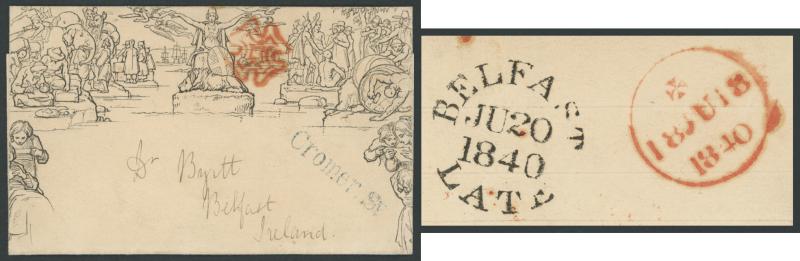 Cromer. St
Dr Byrtt
Belfast
Ireland.
BELFAST
JU20
1840
LATE
18JU18
1840